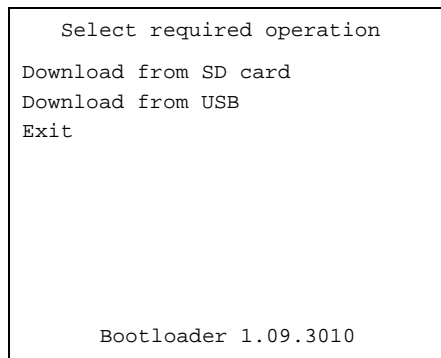 Select required operation
Download from SD card
Download from USB
Exit
Bootloader 1.09.3010